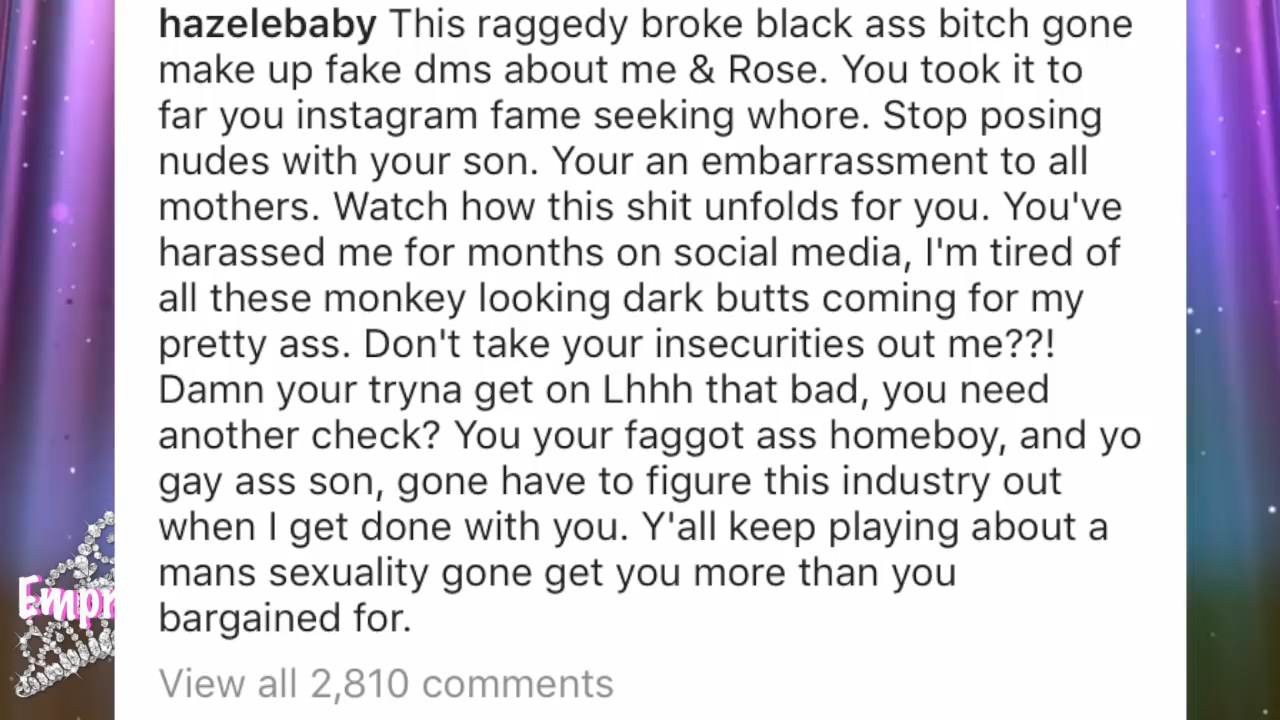 hazelebaby This raggedy broke black ass bitch gone
make up fake dms about me & Rose. You took it to
far you instagram fame seeking whore. Stop posing
nudes with your son. Your an embarrassment to all
mothers. Watch how this shit unfolds for you. You've
harassed me for months on social media, I'm tired of
all these monkey looking dark butts coming for my
pretty ass. Don't take your insecurities out me??!
Damn your tryna get on Lhhh that bad, you need
another check? You your faggot ass homeboy, and yo
gay ass son, gone have to figure this industry out
when I get done with you. Y'all keep playing about a
mans sexuality gone get you more than you
bargained for.
View all 2,810 comments
Empr